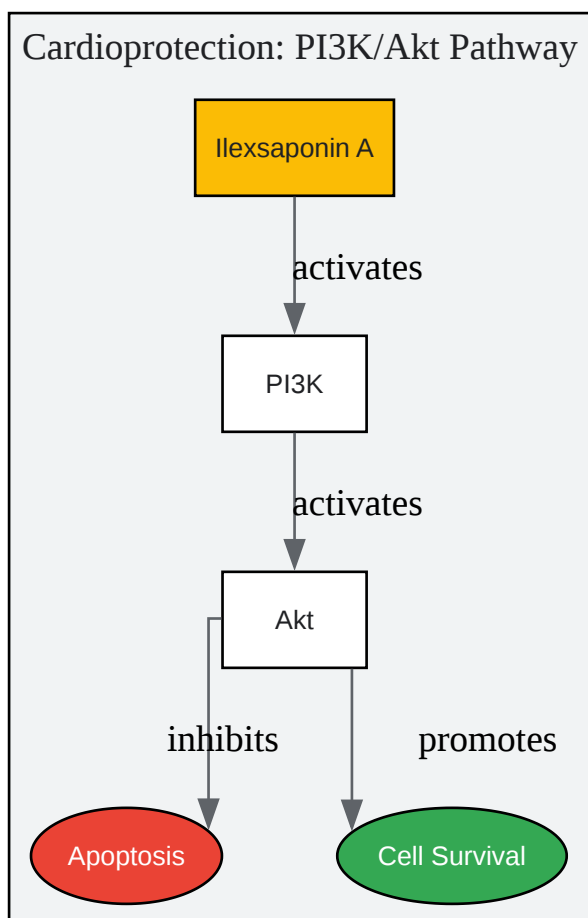 Cardioprotection: PI3K/Akt Pathway
Ilexsaponin A
activates
PI3K
activates
Akt
inhibits
promotes
Apoptosis
Cell Survival